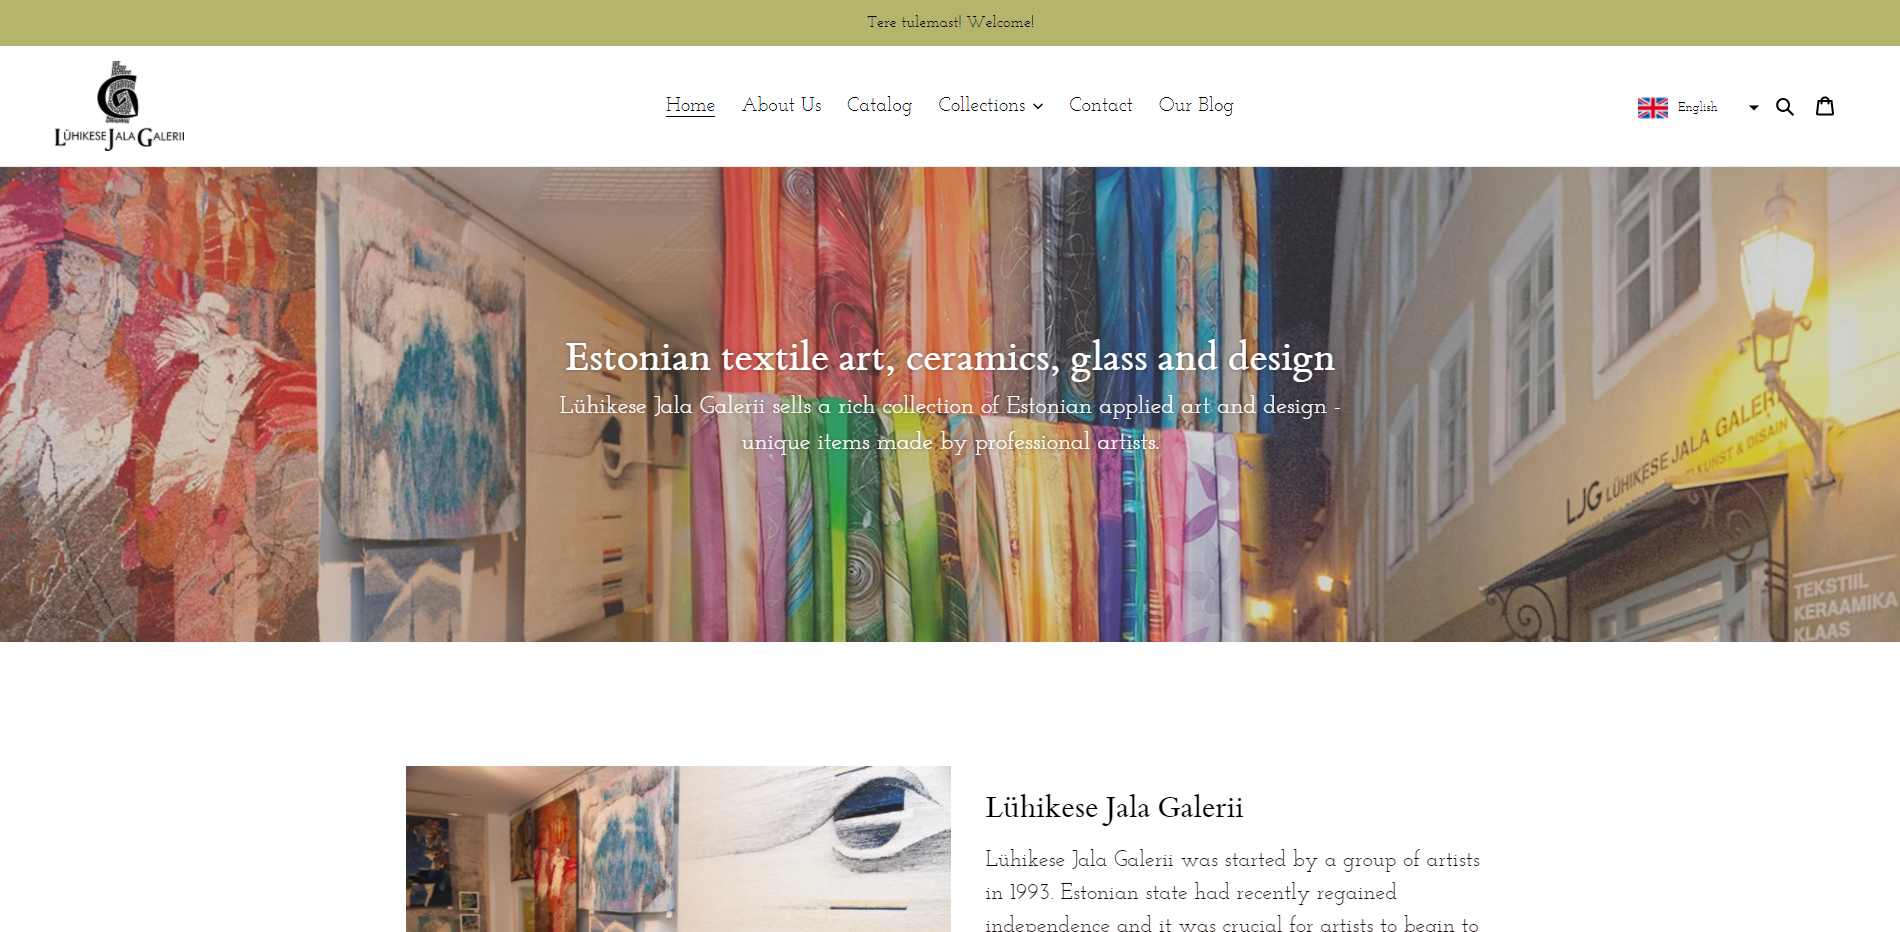 Tere tulemast! Welcome!
LÜHIKESE JALA GALERII
Home About Us Catalog Collections Contact Our Blog
English
Estonian textile art, ceramics, glass and design
Lühikese Jala Galerii sells a rich collection of Estonian applied art and design -
unique items made by professional artists.
LJG LÜHIKESE JALA GALERII
KUNST & DISAIN
TEKSTIIL
KERAAMIKA
KLAAS
Lühikese Jala Galerii
Lühikese Jala Galerii was started by a group of artists
in 1993. Estonian state had recently regained
independence and it was crucial for artists to begin to